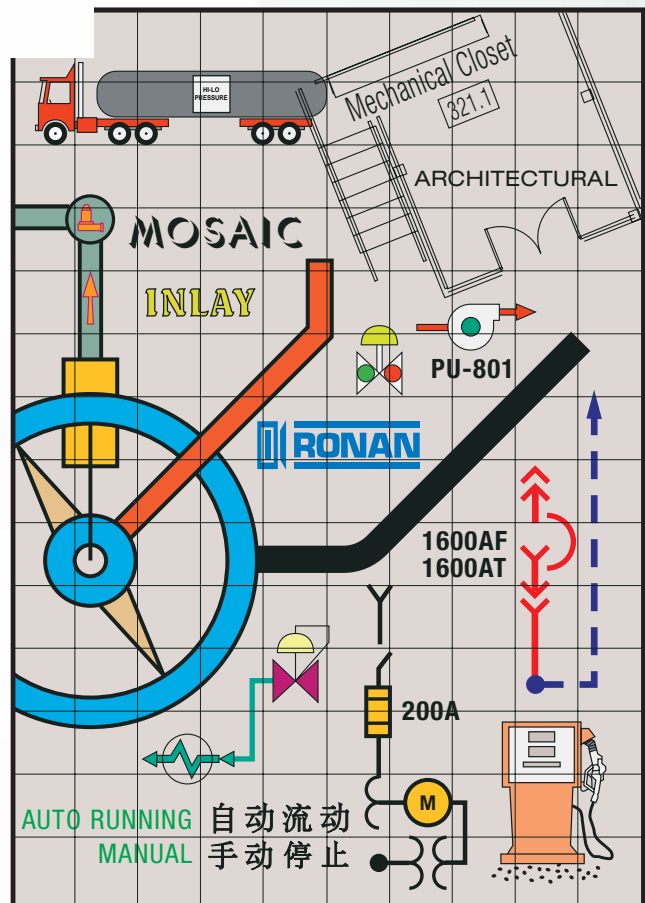 HI-LO
PRESSURE
Mechanical Closet
321.1
ARCHITECTURAL
MOSAIC
INLAY
PU-801
RONAN
1600AF
1600AT
200A
M
AUTO RUNNING 自动流动
MANUAL 手动停止